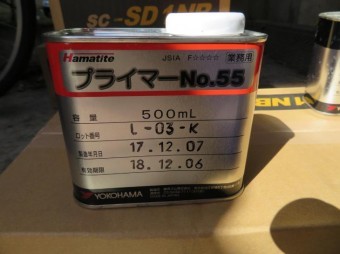 SC-SD1NB
Hamatite
JSIA F☆☆☆☆ 業務用
プライマーNo.55
容量 500mL
ロット番号 L-03-K
製造年月日 17.12.07
有効期限 18.12.06
YOKOHAMA